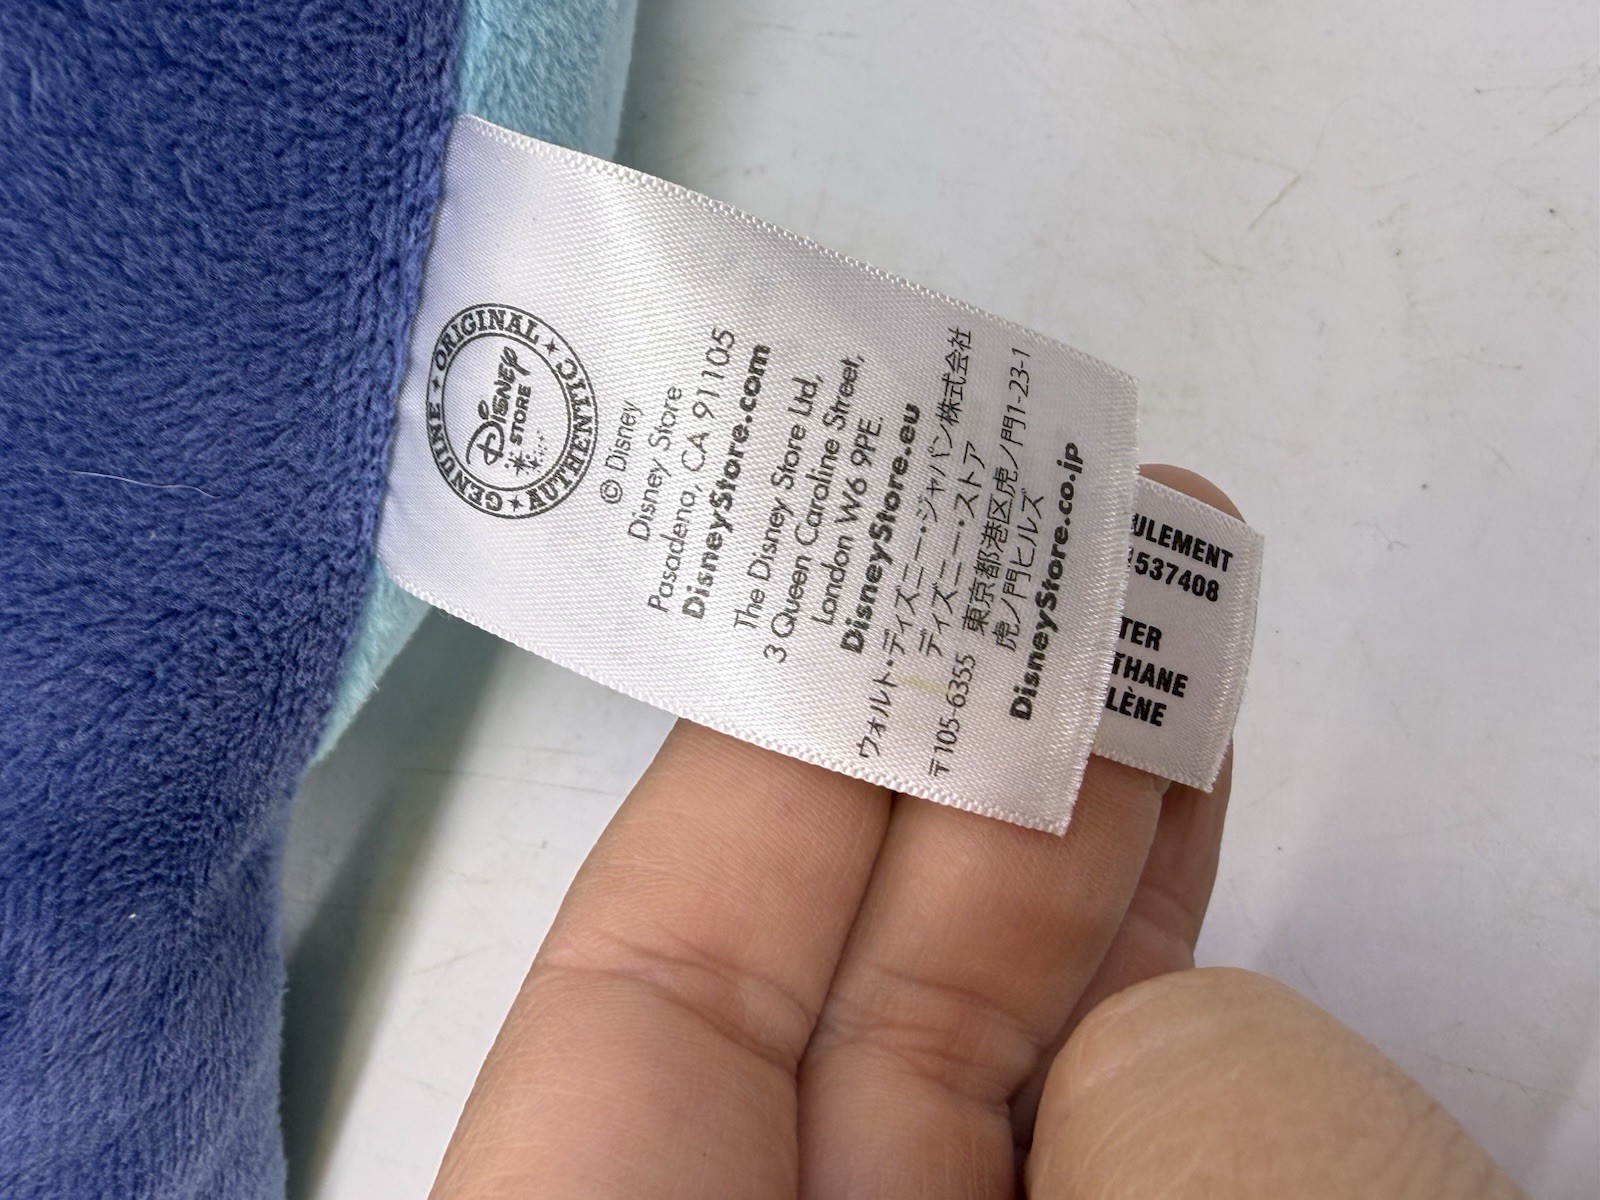 GENUINE ORIGINAL AUTHENTIC
Disney
STORE
© Disney
Disney Store
Pasadena, CA 91105
DisneyStore.com
The Disney Store Ltd,
3 Queen Caroline Street,
London W6 9PE.
DisneyStore.eu
ウォルト・ディズニー・ジャパン株式会社
ディズニー・ストア
〒105-6355 東京都港区虎ノ門1-23-1
虎ノ門ヒルズ
DisneyStore.co.jp
ULEMENT
537408
TER
THANE
LÈNE